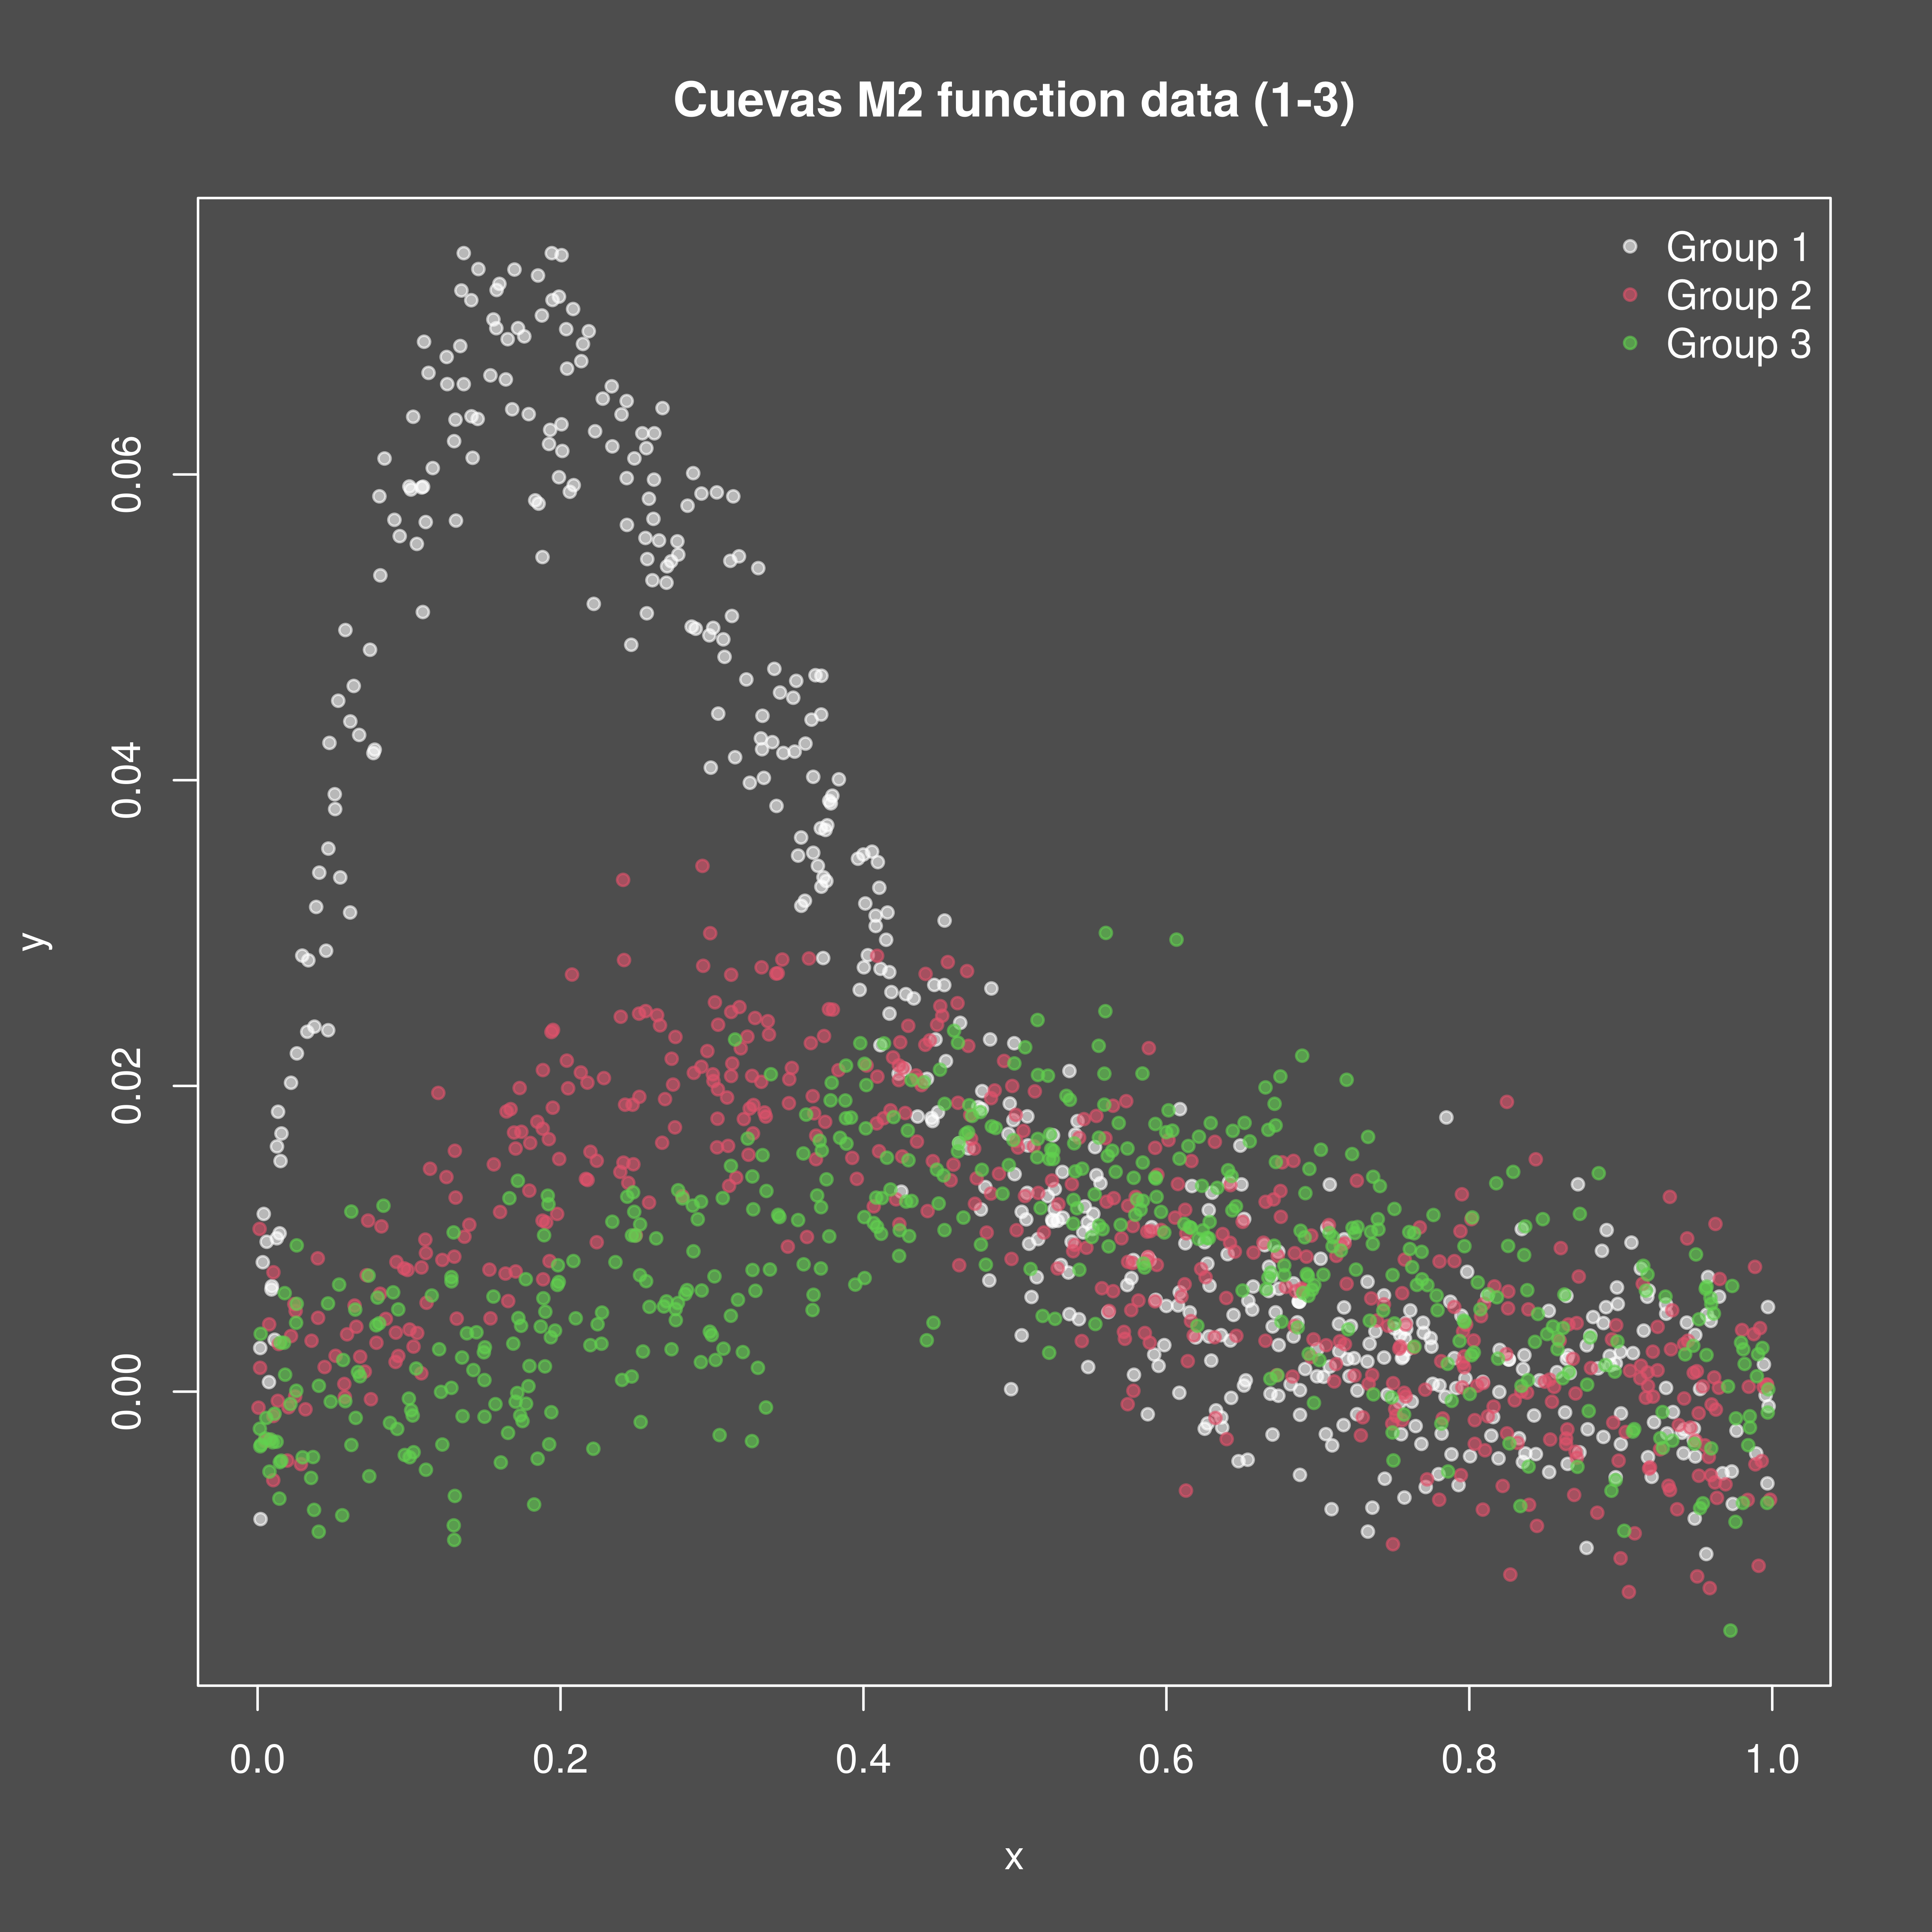 Cuevas M2 function data (1-3)
Group 1
Group 2
Group 3
0.06
0.04
0.02
0.00
y
0.0 0.2 0.4 0.6 0.8 1.0
x